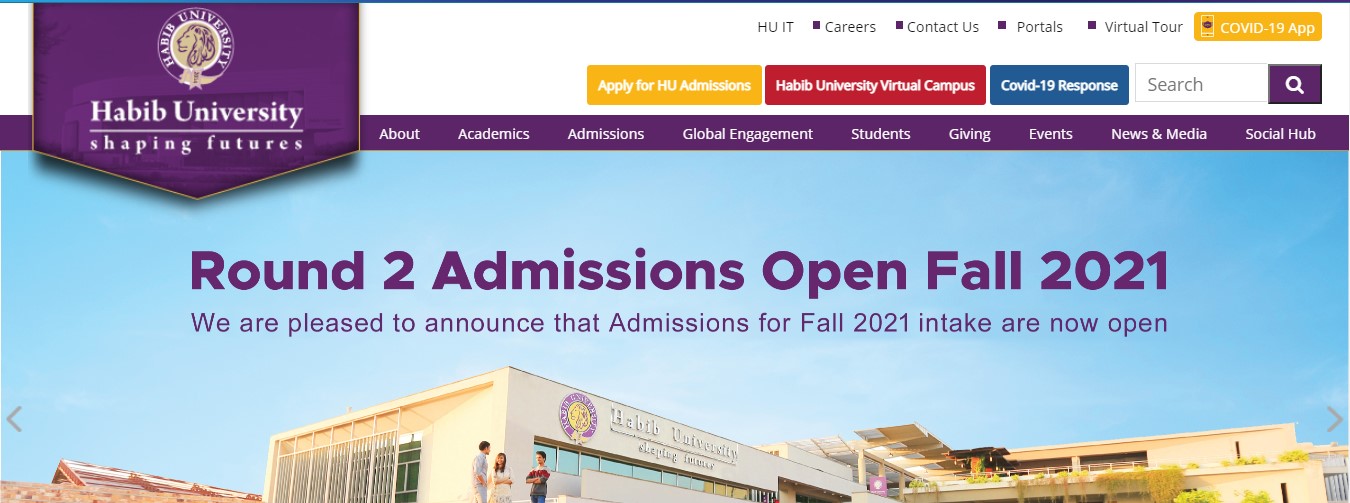 HABIB UNIVERSITY
Habib University
shaping futures
HU IT
Careers
Contact Us
Portals
Virtual Tour
COVID-19 App
Apply for HU Admissions
Habib University Virtual Campus
Covid-19 Response
Search
About
Academics
Admissions
Global Engagement
Students
Giving
Events
News & Media
Social Hub
Round 2 Admissions Open Fall 2021
We are pleased to announce that Admissions for Fall 2021 intake are now open
HABIB UNIVERSITY
Habib University
shaping futures